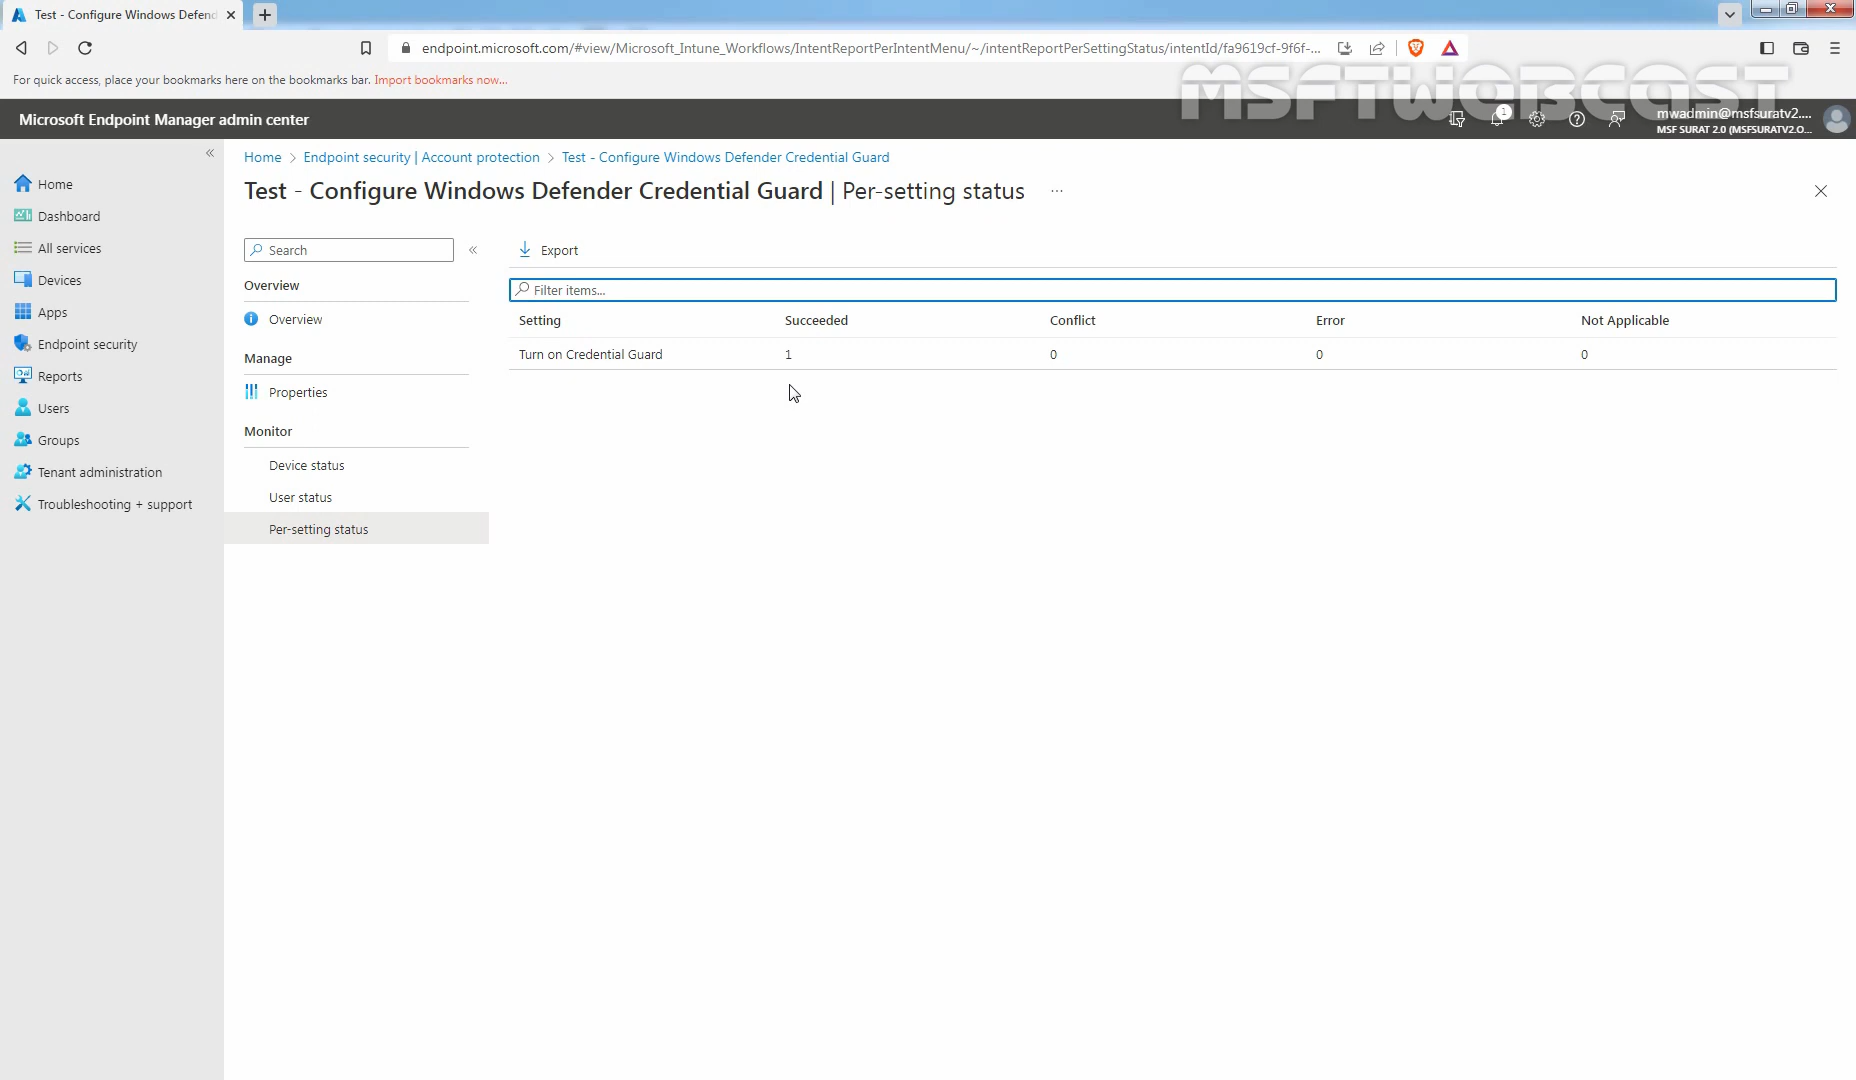 Test - Configure Windows Defend
endpoint.microsoft.com/#view/Microsoft_Intune_Workflows/IntentReportPerIntentMenu/~/intentReportPerSettingStatus/intentId/fa9619cf-9f6f-...
For quick access, place your bookmarks here on the bookmarks bar. Import bookmarks now...
MSFTWEBCAST
Microsoft Endpoint Manager admin center
1
mwadmin@msfsuratv2....
MSF SURAT 2.0 (MSFSURATV2.O...
Home
Dashboard
All services
Devices
Apps
Endpoint security
Reports
Users
Groups
Tenant administration
Troubleshooting + support
Home > Endpoint security | Account protection > Test - Configure Windows Defender Credential Guard
Test - Configure Windows Defender Credential Guard | Per-setting status ...
Search
Overview
Overview
Manage
Properties
Monitor
Device status
User status
Per-setting status
Export
Filter items...
Setting Succeeded Conflict Error Not Applicable
Turn on Credential Guard 1 0 0 0